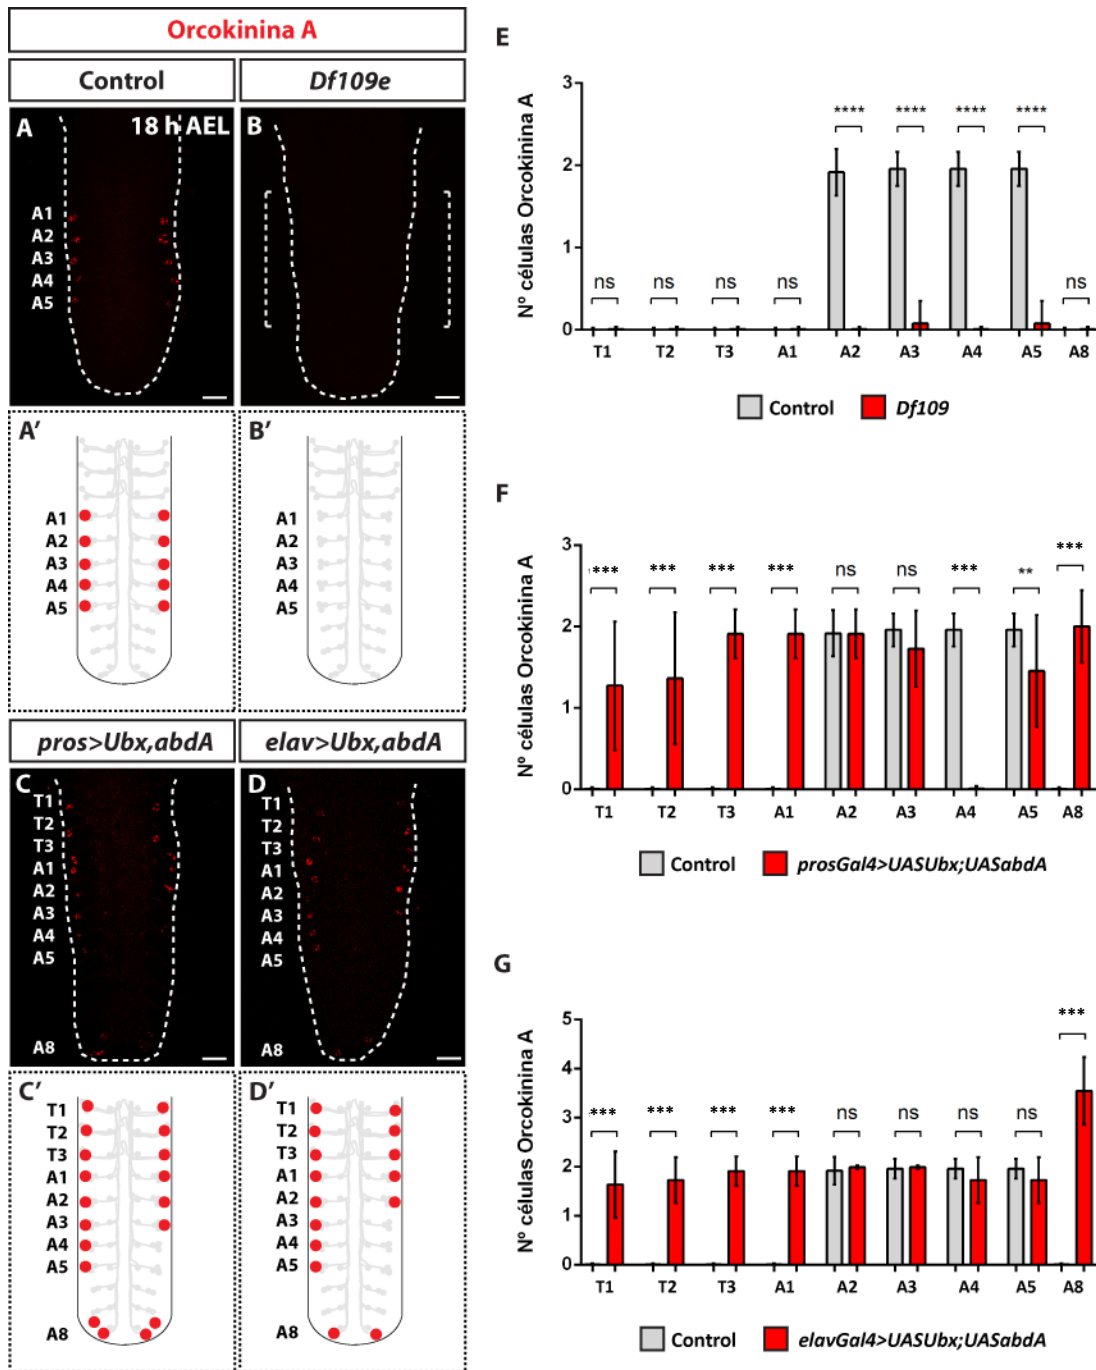 Orcokinina A
Control
Df109e
A
18 h AEL
B
A1
A2
A3
A4
A5
A'
B'
A1
A2
A3
A4
A5
A1
A2
A3
A4
A5
pros>Ubx,abdA
elav>Ubx,abdA
C
T1
T2
T3
A1
A2
A3
A4
A5
A8
D
T1
T2
T3
A1
A2
A3
A4
A5
A8
C'
T1
T2
T3
A1
A2
A3
A4
A5
A8
D'
T1
T2
T3
A1
A2
A3
A4
A5
A8
E
Nº células Orcokinina A
3
2
1
0
ns ns ns ns **** **** **** **** ns
T1 T2 T3 A1 A2 A3 A4 A5 A8
Control Df109
F
Nº células Orcokinina A
3
2
1
0
*** *** *** *** ns ns *** ** ***
T1 T2 T3 A1 A2 A3 A4 A5 A8
Control prosGal4>UASUbx;UASabdA
G
Nº células Orcokinina A
5
4
3
2
1
0
*** *** *** *** ns ns ns ns ***
T1 T2 T3 A1 A2 A3 A4 A5 A8
Control elavGal4>UASUbx;UASabdA